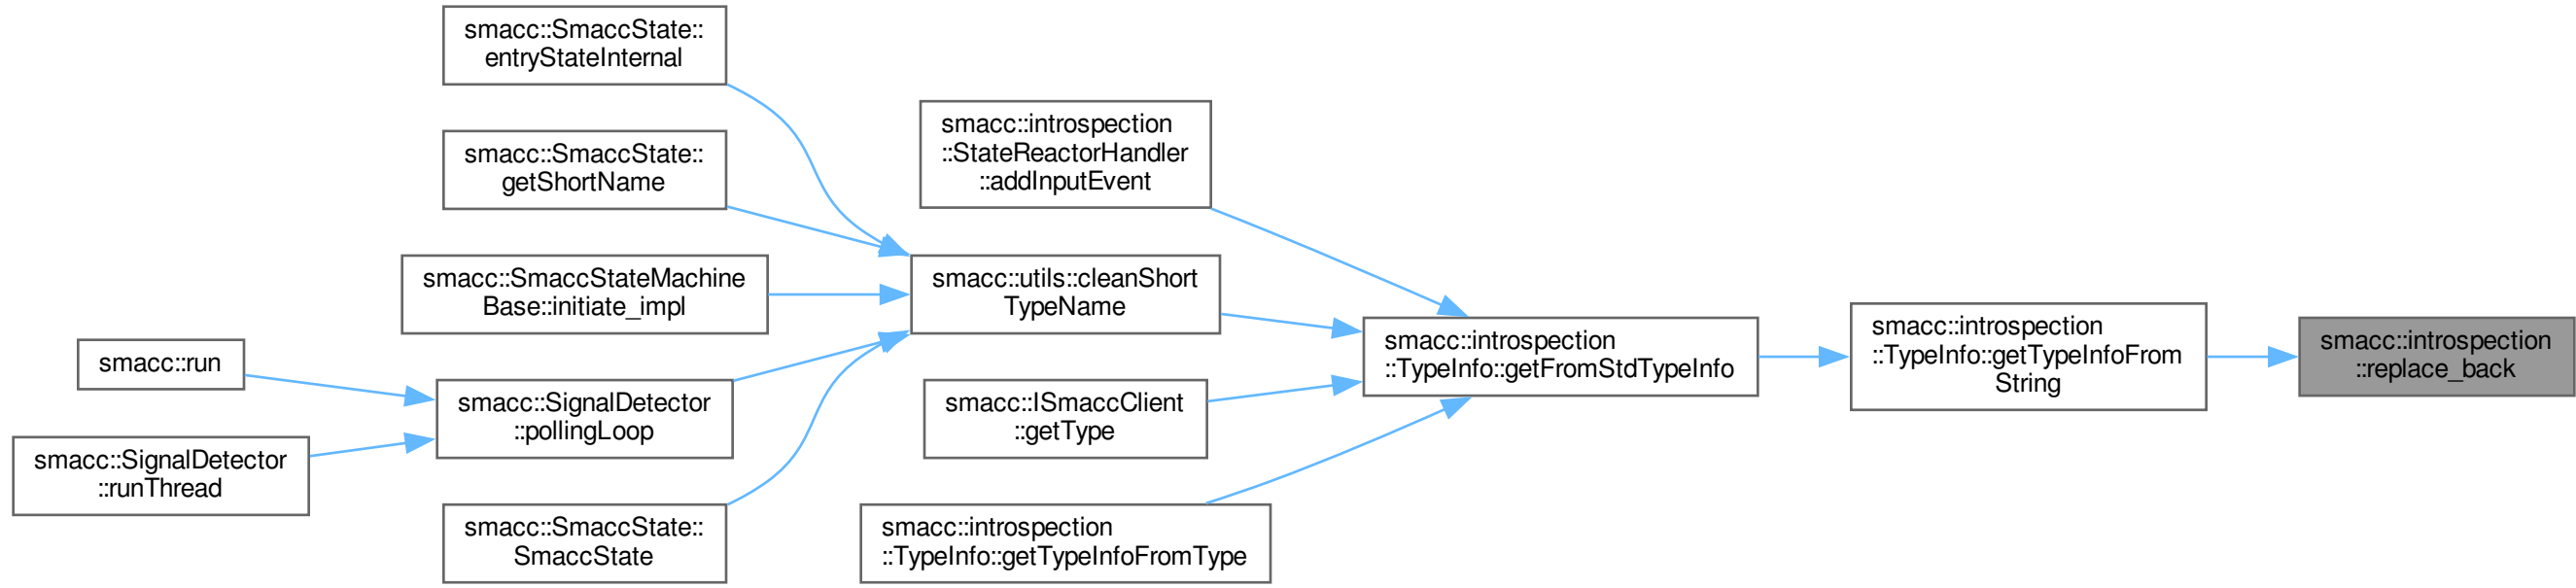 smacc::SmaccState::
entryStateInternal
smacc::SmaccState::
getShortName
smacc::SmaccStateMachine
Base::initiate_impl
smacc::run
smacc::SignalDetector
::runThread
smacc::SignalDetector
::pollingLoop
smacc::SmaccState::
SmaccState
smacc::introspection
::StateReactorHandler
::addInputEvent
smacc::utils::cleanShort
TypeName
smacc::ISmaccClient
::getType
smacc::introspection
::TypeInfo::getTypeInfoFromType
smacc::introspection
::TypeInfo::getFromStdTypeInfo
smacc::introspection
::TypeInfo::getTypeInfoFrom
String
smacc::introspection
::replace_back